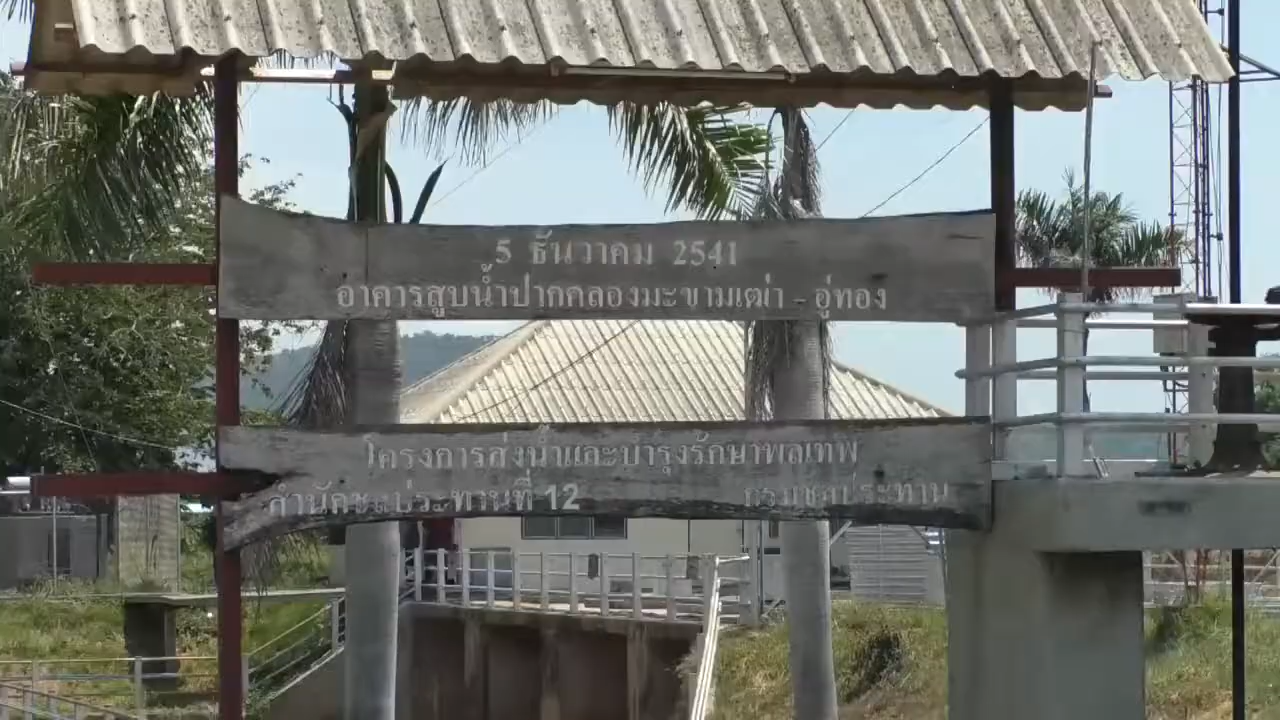 5 ธันวาคม 2541
อาคารสูบน้ำปากคลองมะขามเฒ่า - อู่ทอง
โครงการส่งน้ำและบำรุงรักษาพลเทพ
สำนักชลประทานที่ 12 กรมชลประทาน